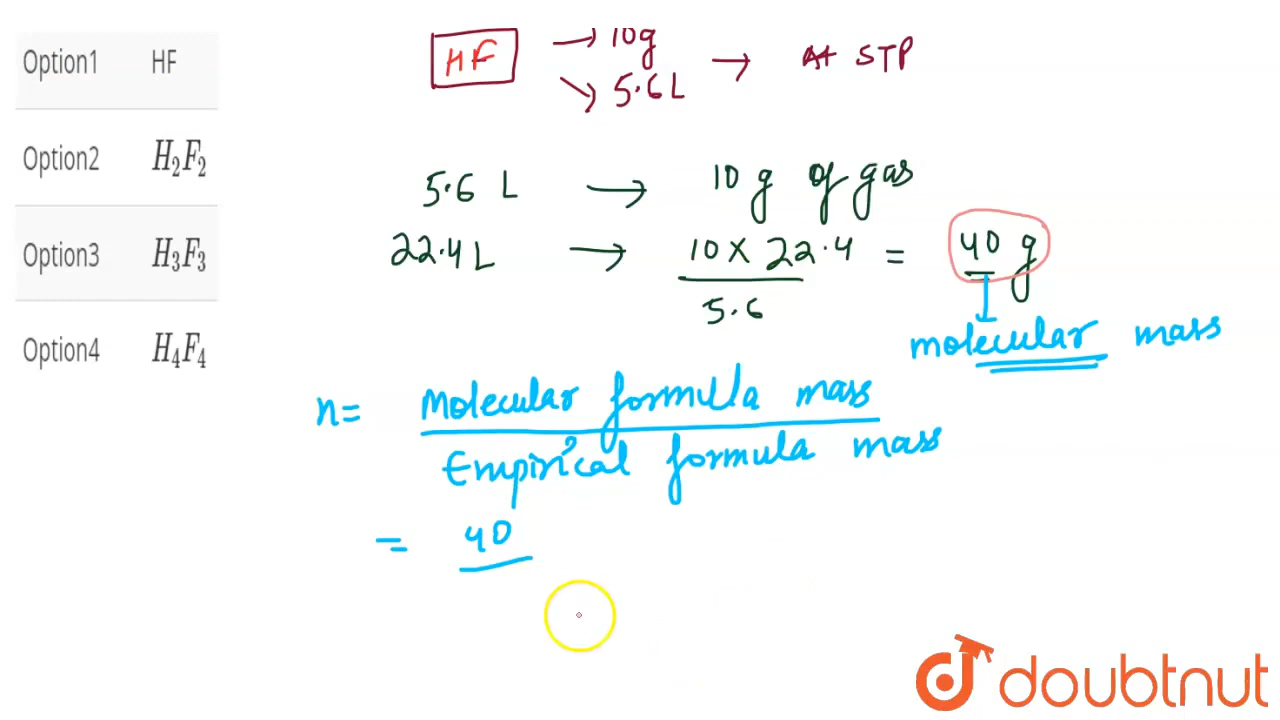 Option1 HF
Option2 H₂F₂
Option3 H₃F₃
Option4 H₄F₄
HF → 10g → At STP
↘ 5.6L
5.6 L → 10 g of gas
22.4L → 10 × 22.4 / 5.6 = 40 g
molecular mass
n = Molecular formula mass
Empirical formula mass
= 40
doubtnut